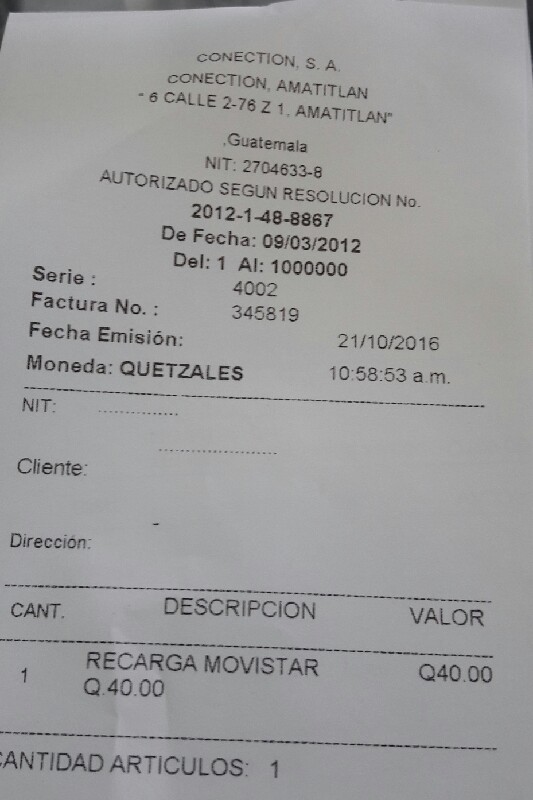 CONECTION, S. A.
CONECTION, AMATITLAN
" 6 CALLE 2-76 Z 1, AMATITLAN"
,Guatemala
NIT: 2704633-8
AUTORIZADO SEGUN RESOLUCION No.
2012-1-48-8867
De Fecha: 09/03/2012
Del: 1 Al: 1000000
Serie : 4002
Factura No. : 345819
Fecha Emisión: 21/10/2016
Moneda: QUETZALES 10:58:53 a.m.
NIT: ................
........................
Cliente:
-
Dirección:
CANT. DESCRIPCION VALOR
1 RECARGA MOVISTAR Q40.00
Q.40.00
CANTIDAD ARTICULOS: 1